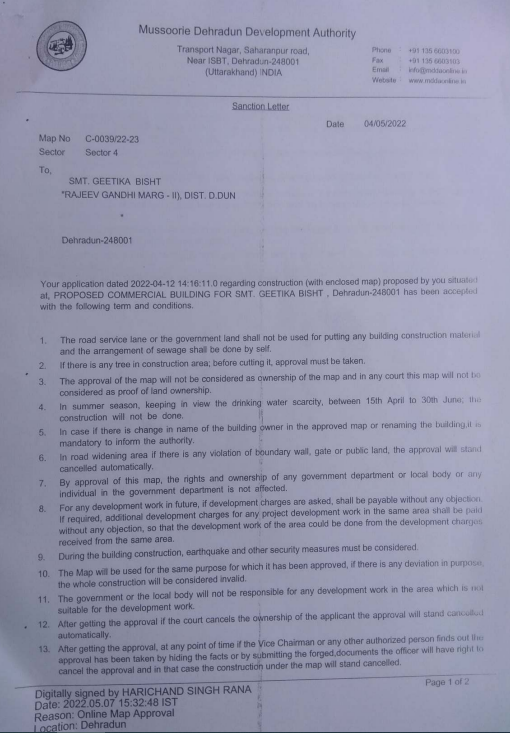 Mussoorie Dehradun Development Authority
Transport Nagar, Saharanpur road,
Near ISBT, Dehradun-248001
(Uttarakhand) INDIA
Phone : +91 135 6603100
Fax : +91 135 6603103
Email : info@mddaonline.in
Website : www.mddaonline.in
Sanction Letter
Date 04/05/2022
Map No C-0039/22-23
Sector Sector 4
To,
SMT. GEETIKA BISHT
"RAJEEV GANDHI MARG - II), DIST. D.DUN
Dehradun-248001
Your application dated 2022-04-12 14:16:11.0 regarding construction (with enclosed map) proposed by you situated
at, PROPOSED COMMERCIAL BUILDING FOR SMT. GEETIKA BISHT , Dehradun-248001 has been accepted
with the following term and conditions.
1. The road service lane or the government land shall not be used for putting any building construction material
and the arrangement of sewage shall be done by self.
2. If there is any tree in construction area; before cutting it, approval must be taken.
3. The approval of the map will not be considered as ownership of the map and in any court this map will not be
considered as proof of land ownership.
4. In summer season, keeping in view the drinking water scarcity, between 15th April to 30th June; the
construction will not be done.
5. In case if there is change in name of the building owner in the approved map or renaming the building,it is
mandatory to inform the authority.
6. In road widening area if there is any violation of boundary wall, gate or public land, the approval will stand
cancelled automatically.
7. By approval of this map, the rights and ownership of any government department or local body or any
individual in the government department is not affected.
8. For any development work in future, if development charges are asked, shall be payable without any objection.
If required, additional development charges for any project development work in the same area shall be paid
without any objection, so that the development work of the area could be done from the development charges
received from the same area.
9. During the building construction, earthquake and other security measures must be considered.
10. The Map will be used for the same purpose for which it has been approved, if there is any deviation in purpose,
the whole construction will be considered invalid.
11. The government or the local body will not be responsible for any development work in the area which is not
suitable for the development work.
12. After getting the approval if the court cancels the ownership of the applicant the approval will stand cancelled
automatically.
13. After getting the approval, at any point of time if the Vice Chairman or any other authorized person finds out the
approval has been taken by hiding the facts or by submitting the forged,documents the officer will have right to
cancel the approval and in that case the construction under the map will stand cancelled.
Page 1 of 2
Digitally signed by HARICHAND SINGH RANA
Date: 2022.05.07 15:32:48 IST
Reason: Online Map Approval
Location: Dehradun